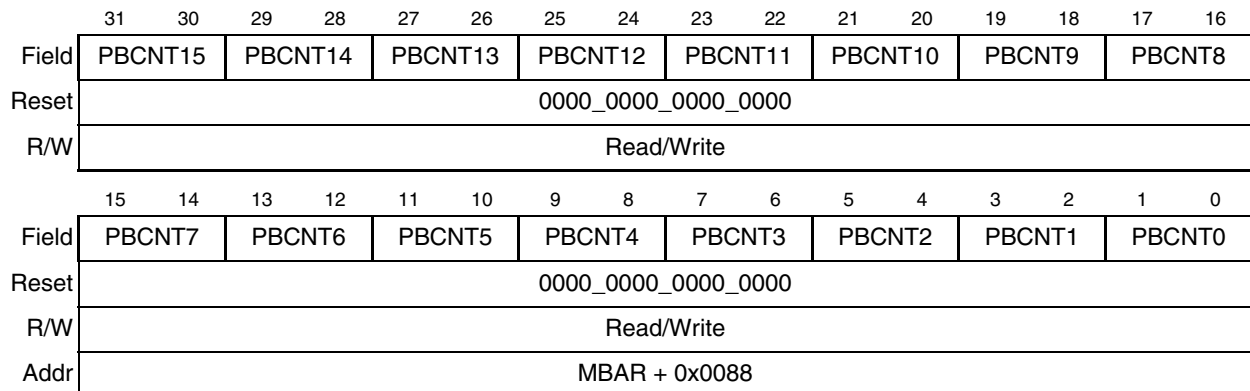 31 30 29 28 27 26 25 24 23 22 21 20 19 18 17 16
Field PBCNT15 PBCNT14 PBCNT13 PBCNT12 PBCNT11 PBCNT10 PBCNT9 PBCNT8
Reset 0000_0000_0000_0000
R/W Read/Write
15 14 13 12 11 10 9 8 7 6 5 4 3 2 1 0
Field PBCNT7 PBCNT6 PBCNT5 PBCNT4 PBCNT3 PBCNT2 PBCNT1 PBCNT0
Reset 0000_0000_0000_0000
R/W Read/Write
Addr MBAR + 0x0088